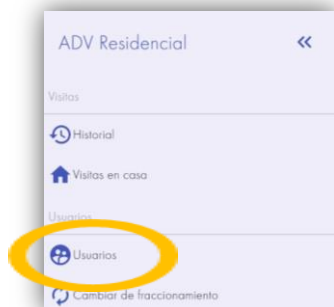 ADV Residencial
Visitas
Historial
Visitas en casa
Usuarios
Usuarios
Cambiar de fraccionamiento